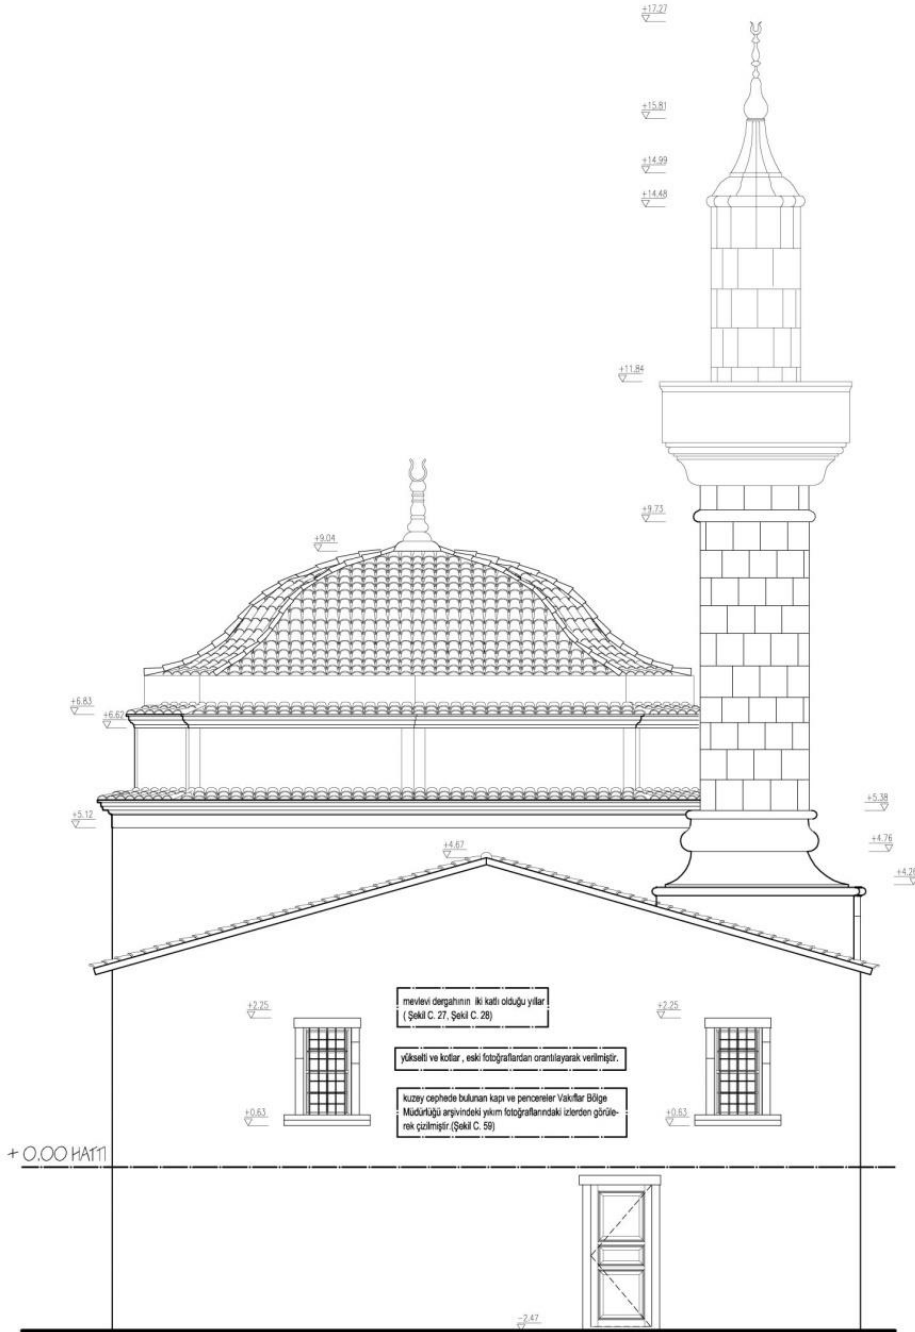 +17.27
+15.81
+14.99
+14.48
+11.84
+9.73
+9.04
+6.83
+6.62
+5.38
+5.12
+4.76
+4.67
+4.26
mevlevi dergahının iki katlı olduğu yıllar
( Şekil C. 27, Şekil C. 28)
+2.25
+2.25
yükselti ve kotlar , eski fotoğraflardan orantılayarak verilmiştir.
kuzey cephede bulunan kapı ve pencereler Vakıflar Bölge
Müdürlüğü arşivindeki yıkım fotoğraflarındaki izlerden görüle-
rek çizilmiştir.(Şekil C. 59)
+0.63
+0.63
+ 0.00 HATTI
-2.47